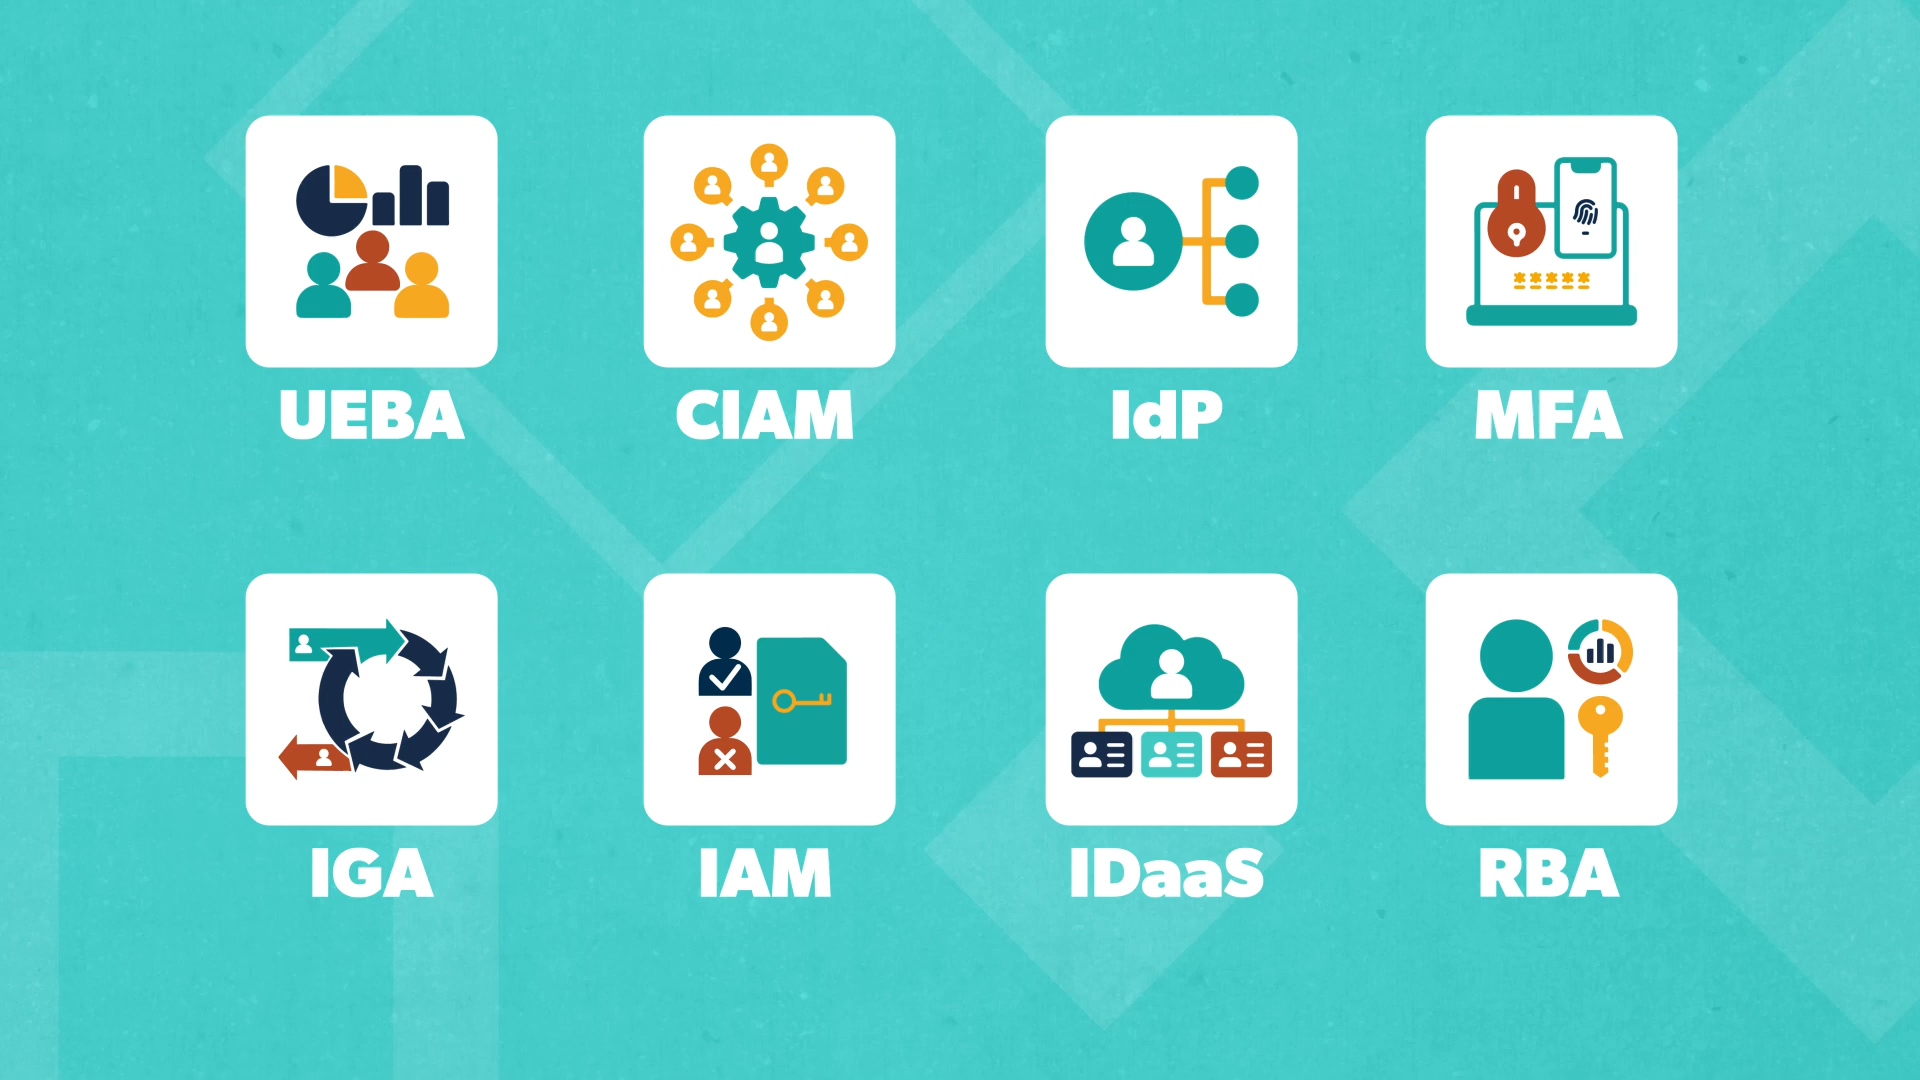 UEBA
CIAM
IdP
MFA
*****
IGA
IAM
IDaaS
RBA